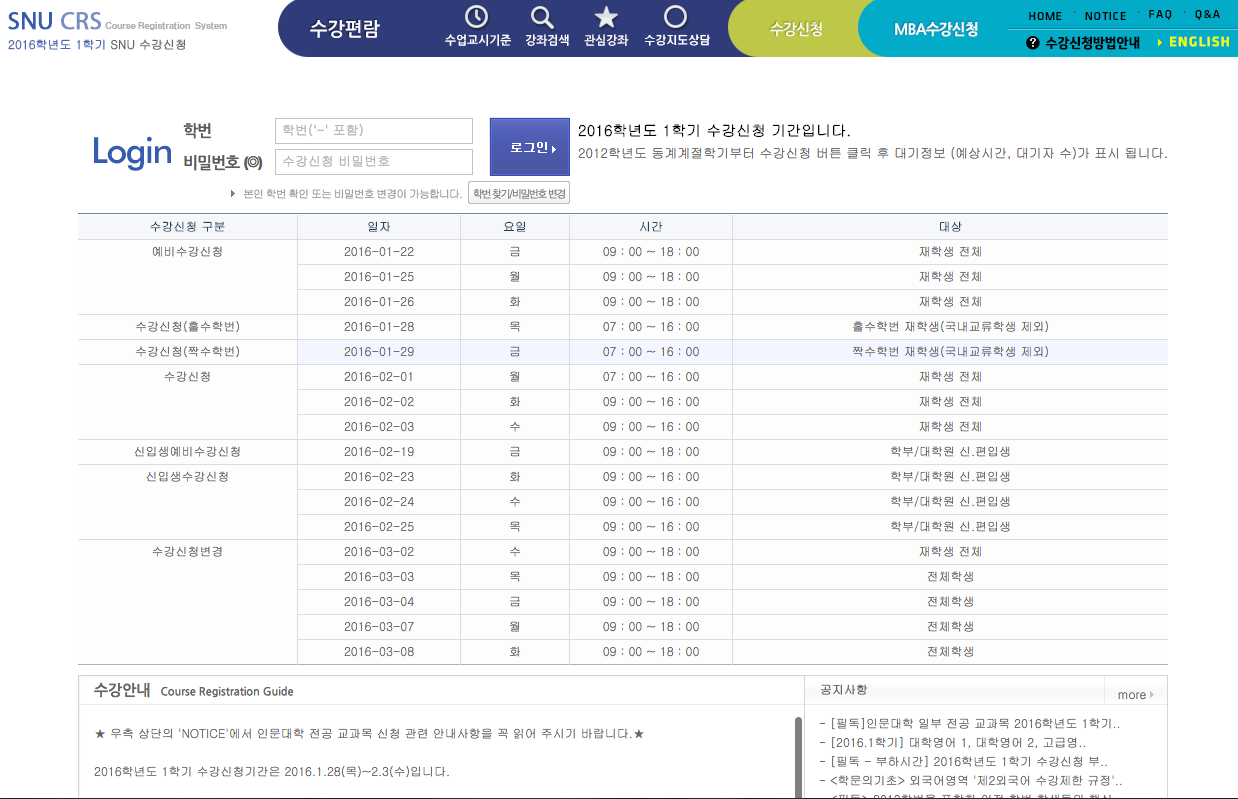 SNU CRS Course Registration System
2016학년도 1학기 SNU 수강신청
수강편람
수업교시기준 강좌검색 관심강좌 수강지도상담
수강신청
MBA수강신청
HOME NOTICE FAQ Q&A
수강신청방법안내 ENGLISH
Login
학번 학번('-' 포함)
비밀번호 수강신청 비밀번호
로그인
2016학년도 1학기 수강신청 기간입니다.
2012학년도 동계계절학기부터 수강신청 버튼 클릭 후 대기정보 (예상시간, 대기자 수)가 표시 됩니다.
본인 학번 확인 또는 비밀번호 변경이 가능합니다. 학번 찾기/비밀번호 변경
수강신청 구분 일자 요일 시간 대상
예비수강신청 2016-01-22 금 09 : 00 ~ 18 : 00 재학생 전체
2016-01-25 월 09 : 00 ~ 18 : 00 재학생 전체
2016-01-26 화 09 : 00 ~ 18 : 00 재학생 전체
수강신청(홀수학번) 2016-01-28 목 07 : 00 ~ 16 : 00 홀수학번 재학생(국내교류학생 제외)
수강신청(짝수학번) 2016-01-29 금 07 : 00 ~ 16 : 00 짝수학번 재학생(국내교류학생 제외)
수강신청 2016-02-01 월 07 : 00 ~ 16 : 00 재학생 전체
2016-02-02 화 09 : 00 ~ 16 : 00 재학생 전체
2016-02-03 수 09 : 00 ~ 16 : 00 재학생 전체
신입생예비수강신청 2016-02-19 금 09 : 00 ~ 18 : 00 학부/대학원 신.편입생
신입생수강신청 2016-02-23 화 09 : 00 ~ 16 : 00 학부/대학원 신.편입생
2016-02-24 수 09 : 00 ~ 16 : 00 학부/대학원 신.편입생
2016-02-25 목 09 : 00 ~ 16 : 00 학부/대학원 신.편입생
수강신청변경 2016-03-02 수 09 : 00 ~ 18 : 00 재학생 전체
2016-03-03 목 09 : 00 ~ 18 : 00 전체학생
2016-03-04 금 09 : 00 ~ 18 : 00 전체학생
2016-03-07 월 09 : 00 ~ 18 : 00 전체학생
2016-03-08 화 09 : 00 ~ 18 : 00 전체학생
수강안내 Course Registration Guide
★ 우측 상단의 'NOTICE'에서 인문대학 전공 교과목 신청 관련 안내사항을 꼭 읽어 주시기 바랍니다.★
2016학년도 1학기 수강신청기간은 2016.1.28(목)~2.3(수)입니다.
공지사항 more
- [필독]인문대학 일부 전공 교과목 2016학년도 1학기..
- [2016.1학기] 대학영어 1, 대학영어 2, 고급영..
- [필독 - 부하시간] 2016학년도 1학기 수강신청 부..
- <학문의기초> 외국어영역 '제2외국어 수강제한 규정'..